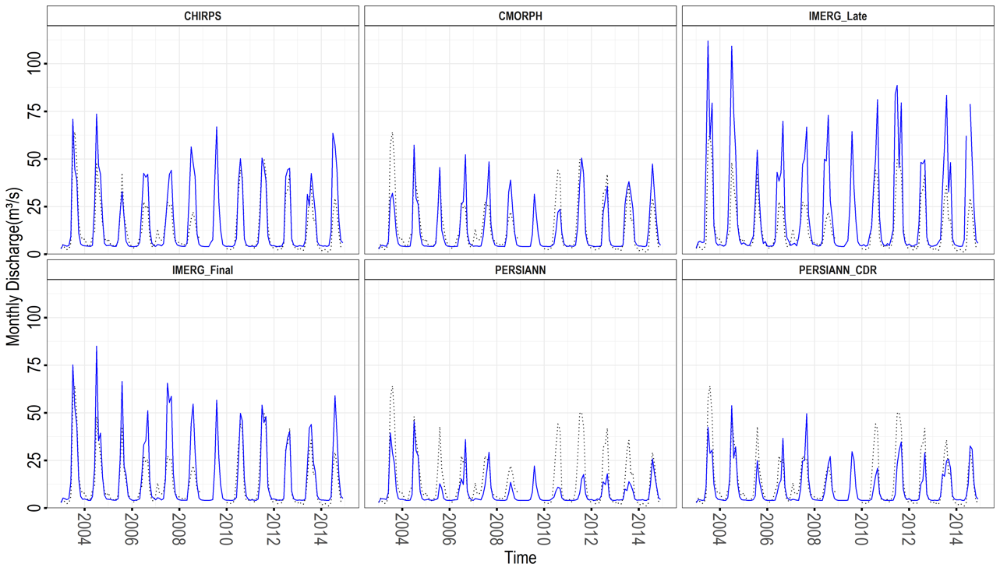 CHIRPS CMORPH IMERG_Late
100
75
50
25
0
IMERG_Final PERSIANN PERSIANN_CDR
100
75
50
25
0
Monthly Discharge(m³/s)
2004 2006 2008 2010 2012 2014 2004 2006 2008 2010 2012 2014 2004 2006 2008 2010 2012 2014
Time